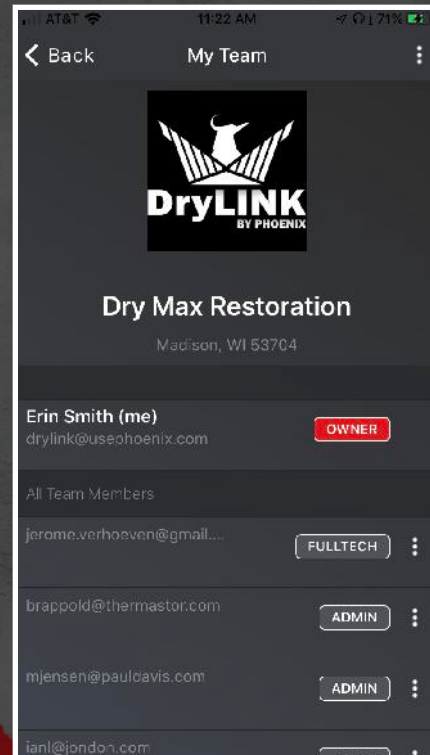 AT&T 11:22 AM 71%
Back My Team
DryLINK
BY PHOENIX
Dry Max Restoration
Madison, WI 53704
Erin Smith (me)
OWNER
drylink@usephoenix.com
All Team Members
jerome.verhoeven@gmail....
FULLTECH
brappold@thermastor.com
ADMIN
mjensen@pauldavis.com
ADMIN
ianl@jondon.com